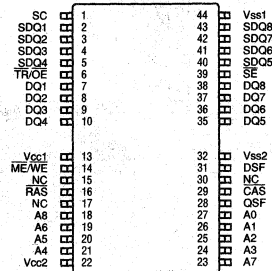 SC 1 44 Vss1
SDQ1 2 43 SDQ8
SDQ2 3 42 SDQ7
SDQ3 4 41 SDQ6
SDQ4 5 40 SDQ5
TR/OE 6 39 SE
DQ1 7 38 DQ8
DQ2 8 37 DQ7
DQ3 9 36 DQ6
DQ4 10 35 DQ5
Vcc1 13 32 Vss2
ME/WE 14 31 DSF
NC 15 30 NC
RAS 16 29 CAS
NC 17 28 QSF
A8 18 27 A0
A6 19 26 A1
A5 20 25 A2
A4 21 24 A3
Vcc2 22 23 A7